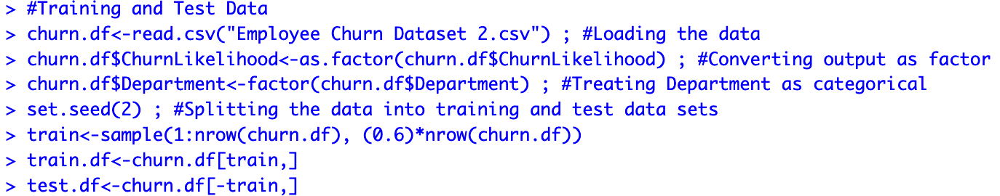 > #Training and Test Data
> churn.df<-read.csv("Employee Churn Dataset 2.csv") ; #Loading the data
> churn.df$ChurnLikelihood<-as.factor(churn.df$ChurnLikelihood) ; #Converting output as factor
> churn.df$Department<-factor(churn.df$Department) ; #Treating Department as categorical
> set.seed(2) ; #Splitting the data into training and test data sets
> train<-sample(1:nrow(churn.df), (0.6)*nrow(churn.df))
> train.df<-churn.df[train,]
> test.df<-churn.df[-train,]